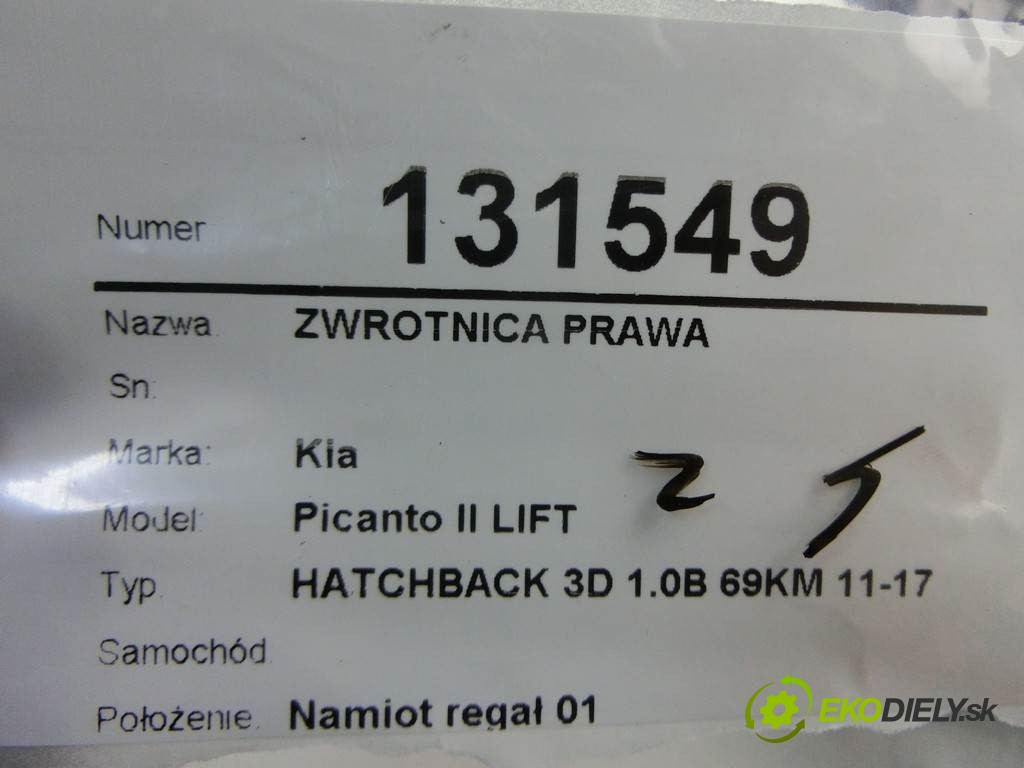 Numer 131549
Nazwa. ZWROTNICA PRAWA
Sn:
Marka: Kia
Model: Picanto II LIFT
Typ. HATCHBACK 3D 1.0B 69KM 11-17
Samochód.
Położenie. Namiot regał 01
EKODIELY.sk